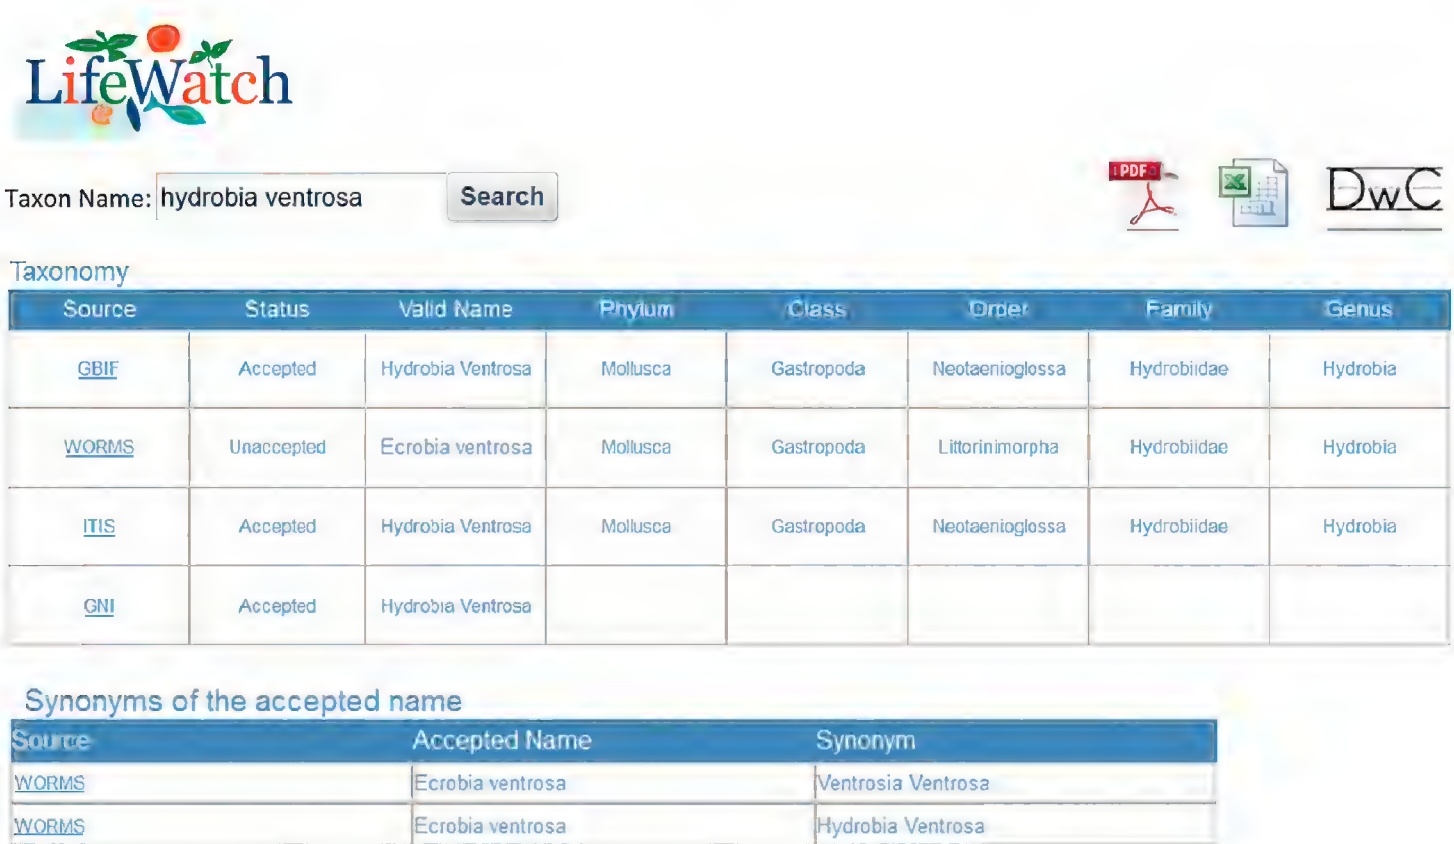 LifeWatch
PDF
DwC
Taxon Name: hydrobia ventrosa Search
Taxonomy
Source Status Valid Name Phylum Class Order Family Genus
GBIF Accepted Hydrobia Ventrosa Mollusca Gastropoda Neotaenioglossa Hydrobiidae Hydrobia
WORMS Unaccepted Ecrobia ventrosa Mollusca Gastropoda Littorinimorpha Hydrobiidae Hydrobia
ITIS Accepted Hydrobia Ventrosa Mollusca Gastropoda Neotaenioglossa Hydrobiidae Hydrobia
GNI Accepted Hydrobia Ventrosa
Synonyms of the accepted name
Source Accepted Name Synonym
WORMS Ecrobia ventrosa Ventrosia Ventrosa
WORMS Ecrobia ventrosa Hydrobia Ventrosa